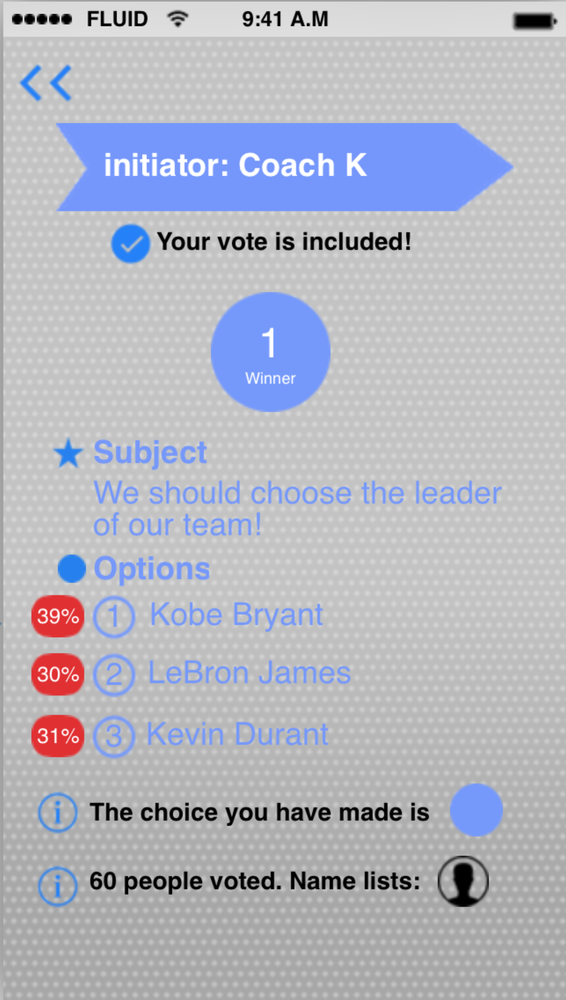 FLUID 9:41 A.M
initiator: Coach K
Your vote is included!
1
Winner
Subject
We should choose the leader
of our team!
Options
39% 1 Kobe Bryant
30% 2 LeBron James
31% 3 Kevin Durant
i The choice you have made is
i 60 people voted. Name lists: